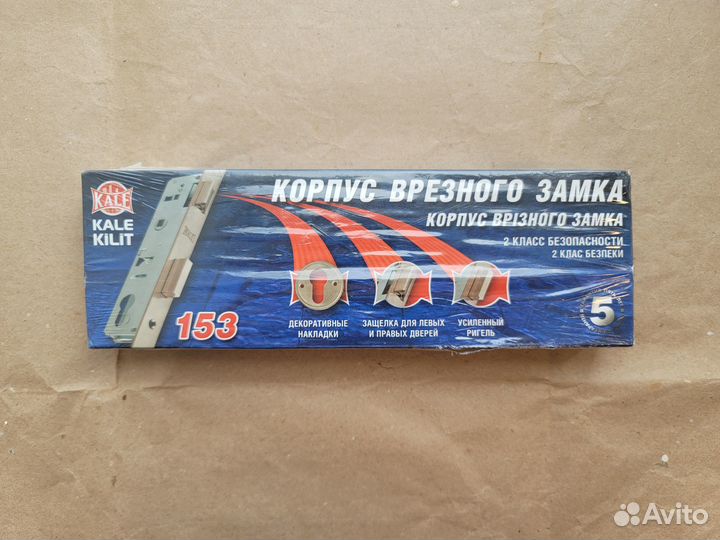 KALE
KALE
KILIT
КОРПУС ВРЕЗНОГО ЗАМКА
КОРПУС ВРІЗНОГО ЗАМКА
2 КЛАСС БЕЗОПАСНОСТИ
2 КЛАС БЕЗПЕКИ
153
ДЕКОРАТИВНЫЕ
НАКЛАДКИ
ЗАЩЕЛКА ДЛЯ ЛЕВЫХ
И ПРАВЫХ ДВЕРЕЙ
УСИЛЕННЫЙ
РИГЕЛЬ
5
Avito